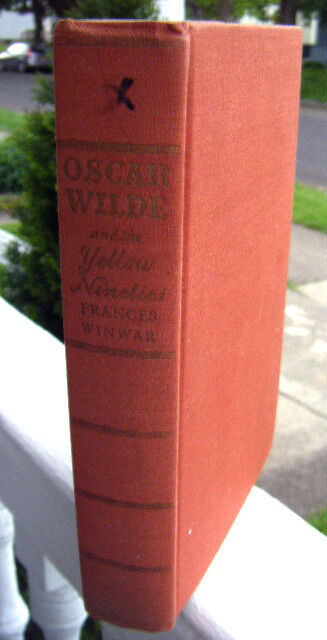 OSCAR
WILDE
and the
Yellow
Nineties
FRANCES
WINWAR